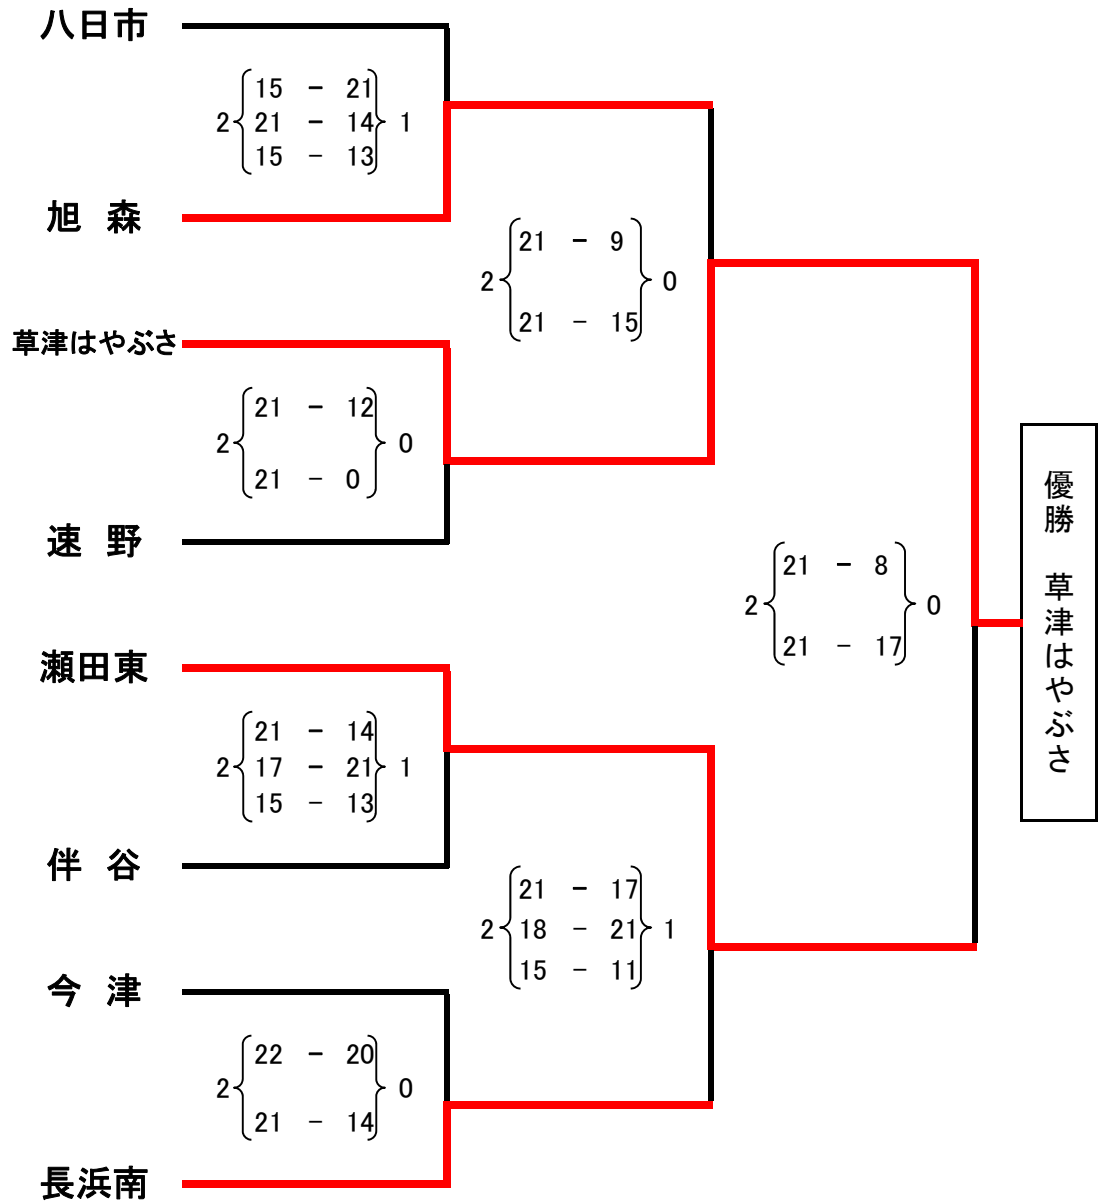 八日市
15 － 21
2 21 － 14 1
15 － 13
旭 森
21 － 9
2 0
21 － 15
草津はやぶさ
21 － 12
2 0
21 － 0
速 野
優勝 草津はやぶさ
21 － 8
2 0
21 － 17
瀬田東
21 － 14
2 17 － 21 1
15 － 13
伴 谷
21 － 17
2 18 － 21 1
15 － 11
今 津
22 － 20
2 0
21 － 14
長浜南